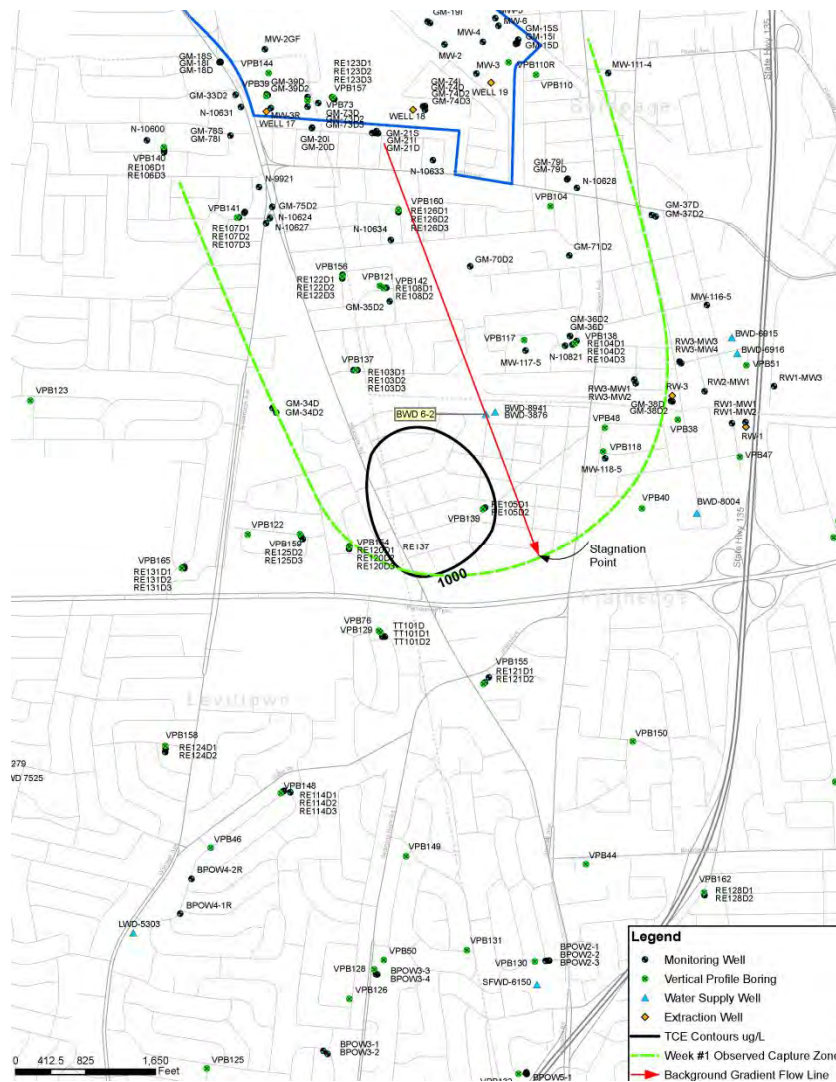 GM-19I
MW-5
MW-6
GM-15S
GM-15I
GM-15D
MW-4
MW-2
MW-2GF
GM-18S
GM-18I
GM-18D
VPB144
RE123D1
RE123D2
RE123D3
VPB157
MW-3
VPB110R
VPB110
WELL 19
MW-111-4
State Hwy 135
GM-33D2
VPB39
GM-39D
GM-39D2
VPB73
GM-73D
GM-73D2
GM-73D3
GM-74I
GM-74D
GM-74D2
GM-74D3
WELL 18
N-10631
MW-3R
WELL 17
N-10600
GM-78S
GM-78I
GM-20I
GM-20D
GM-21S
GM-21I
GM-21D
VPB140
RE106D1
RE106D3
N-10633
GM-79I
GM-79D
N-10628
N-9921
GM-75D2
VPB141
N-10624
N-10627
RE107D1
RE107D2
RE107D3
VPB160
RE126D1
RE126D2
RE126D3
VPB104
GM-37D
GM-37D2
N-10634
GM-71D2
GM-70D2
VPB156
RE122D1
RE122D2
RE122D3
VPB121
VPB142
RE108D1
RE108D2
GM-35D2
MW-116-5
GM-36D2
GM-36D
VPB138
VPB117
N-10821
RE104D1
RE104D2
RE104D3
MW-117-5
RW3-MW3
RW3-MW4
BWD-6915
BWD-6916
VPB51
VPB137
RE103D1
RE103D2
RE103D3
RW3-MW1
RW3-MW2
RW-3
RW2-MW1
RW1-MW3
VPB123
GM-34D
GM-34D2
BWD 6-2
BWD-8941
BWD-3876
GM-38D
GM-38D2
RW1-MW1
RW1-MW2
RW-1
VPB48
VPB38
VPB118
MW-118-5
VPB47
VPB40
BWD-8004
RE105D1
RE105D2
VPB139
VPB122
VPB159
RE125D2
RE125D3
VPB154
RE120D1
RE120D2
RE120D3
RE137
1000
Stagnation
Point
State Hwy 135
VPB165
RE131D1
RE131D2
RE131D3
Plainedge
VPB76
VPB129
TT101D
TT101D1
TT101D2
VPB155
RE121D1
RE121D2
Levittown
VPB158
RE124D1
RE124D2
VPB150
VPB148
RE114D1
RE114D2
RE114D3
VPB46
VPB149
VPB44
BPOW4-2R
BPOW4-1R
VPB162
RE128D1
RE128D2
LWD-5303
VPB50
VPB131
VPB128
BPOW3-3
BPOW3-4
VPB130
BPOW2-1
BPOW2-2
BPOW2-3
SFWD-6150
VPB126
BPOW3-1
BPOW3-2
VPB125
BPOW5-1
0 412.5 825 1,650
Feet
Legend
Monitoring Well
Vertical Profile Boring
Water Supply Well
Extraction Well
TCE Contours ug/L
Week #1 Observed Capture Zone
Background Gradient Flow Line